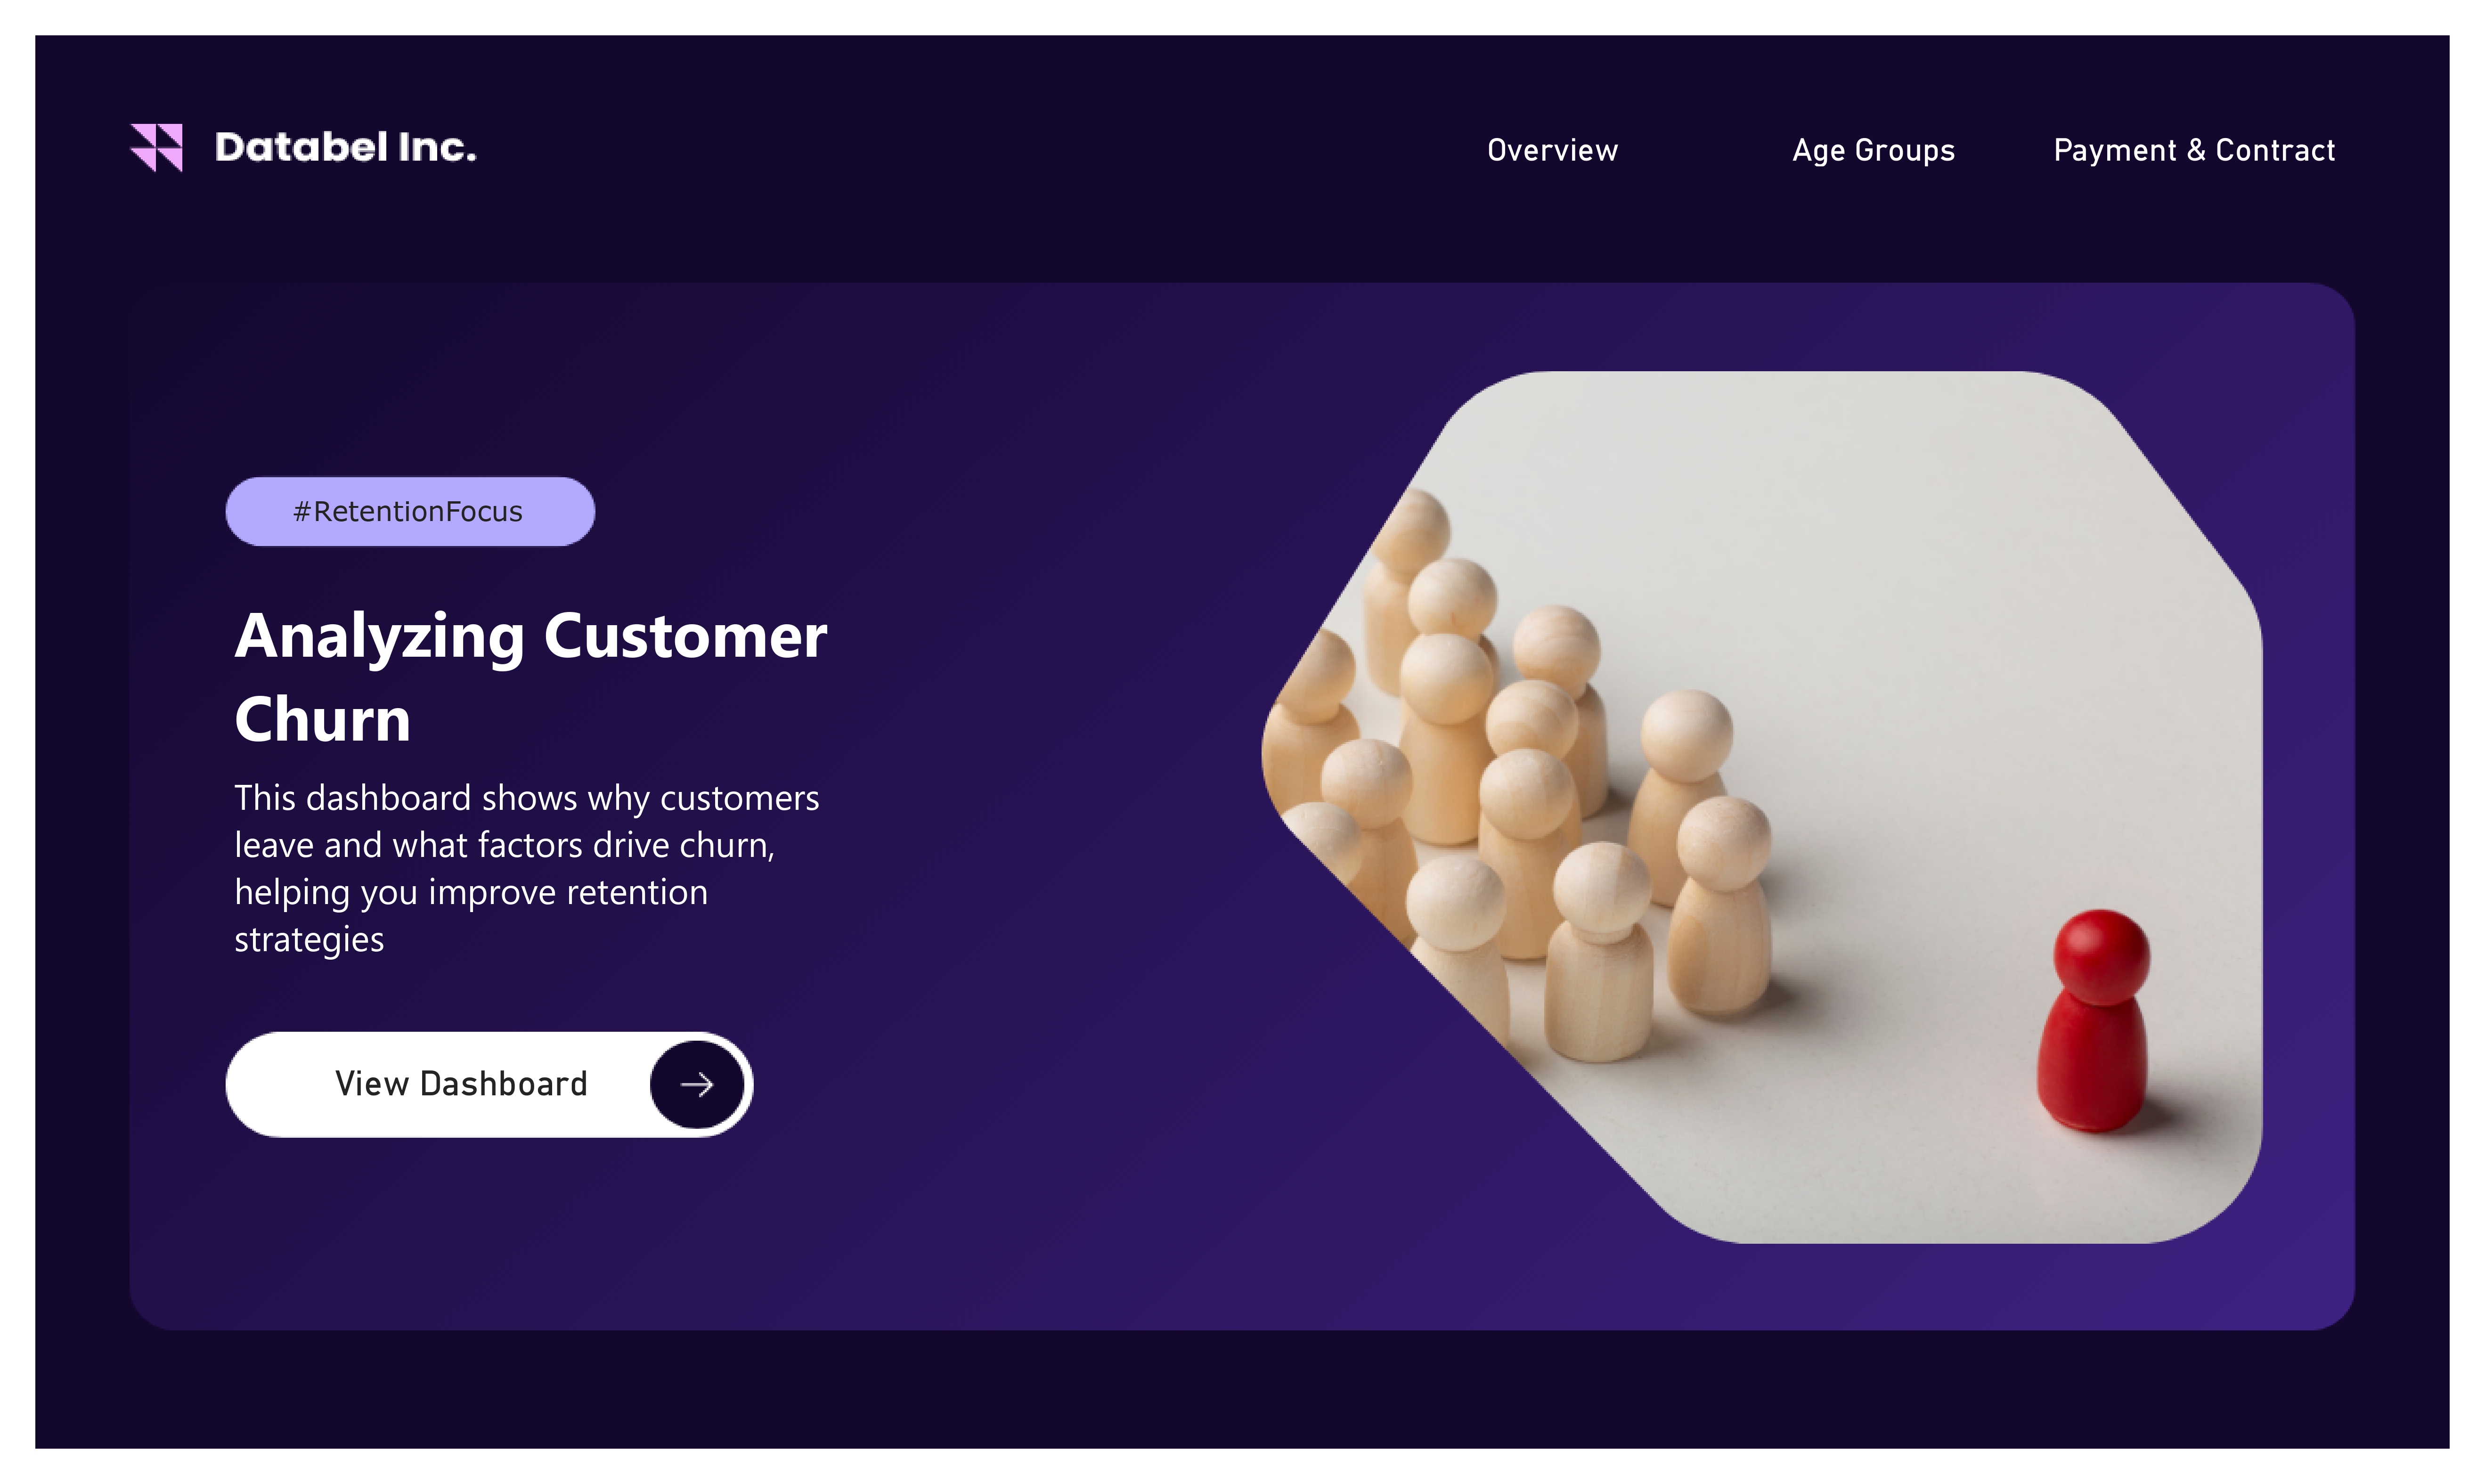 Databel Inc.
Overview
Age Groups
Payment & Contract
#RetentionFocus
Analyzing Customer
Churn
This dashboard shows why customers
leave and what factors drive churn,
helping you improve retention
strategies
View Dashboard